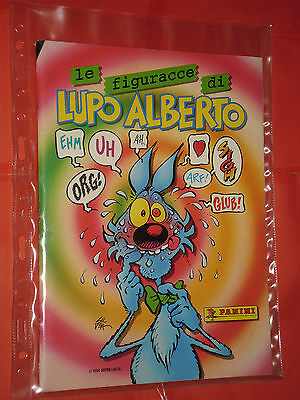 le figuracce di
LUPO ALBERTO
EHM
UH
AH
ORG!
ARF!
GLUB!
PANINI